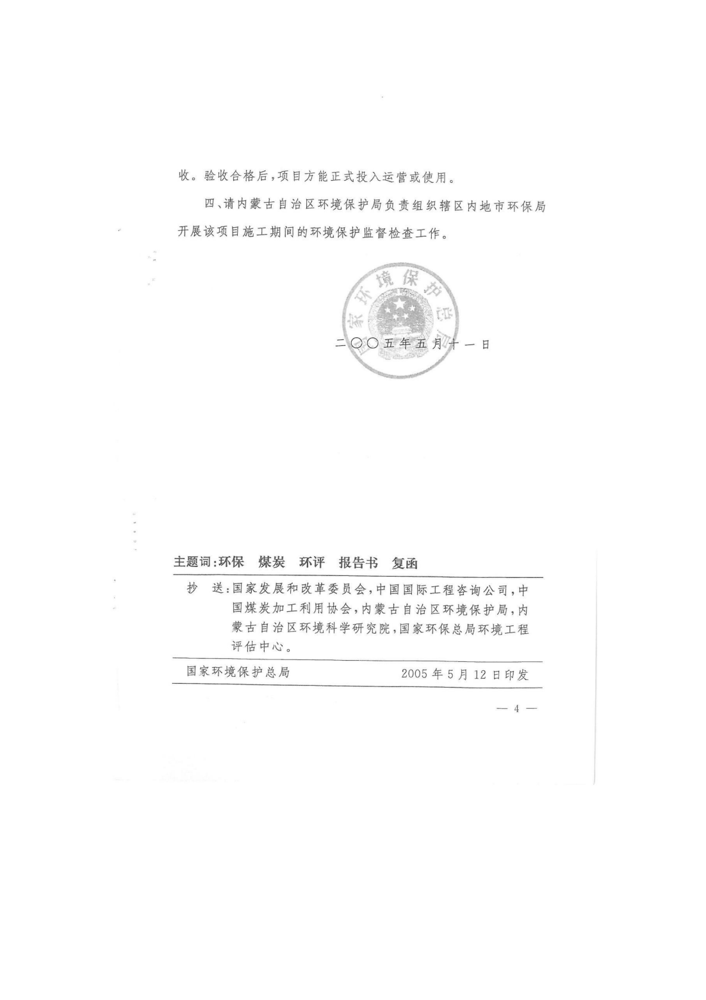 收。验收合格后,项目方能正式投入运营或使用。
四、请内蒙古自治区环境保护局负责组织辖区内地市环保局
开展该项目施工期间的环境保护监督检查工作。
国家环境保护总局
二〇〇五年五月十一日
主题词:环保 煤炭 环评 报告书 复函
抄 送:国家发展和改革委员会,中国国际工程咨询公司,中
国煤炭加工利用协会,内蒙古自治区环境保护局,内
蒙古自治区环境科学研究院,国家环保总局环境工程
评估中心。
国家环境保护总局 2005年5月12日印发
— 4 —